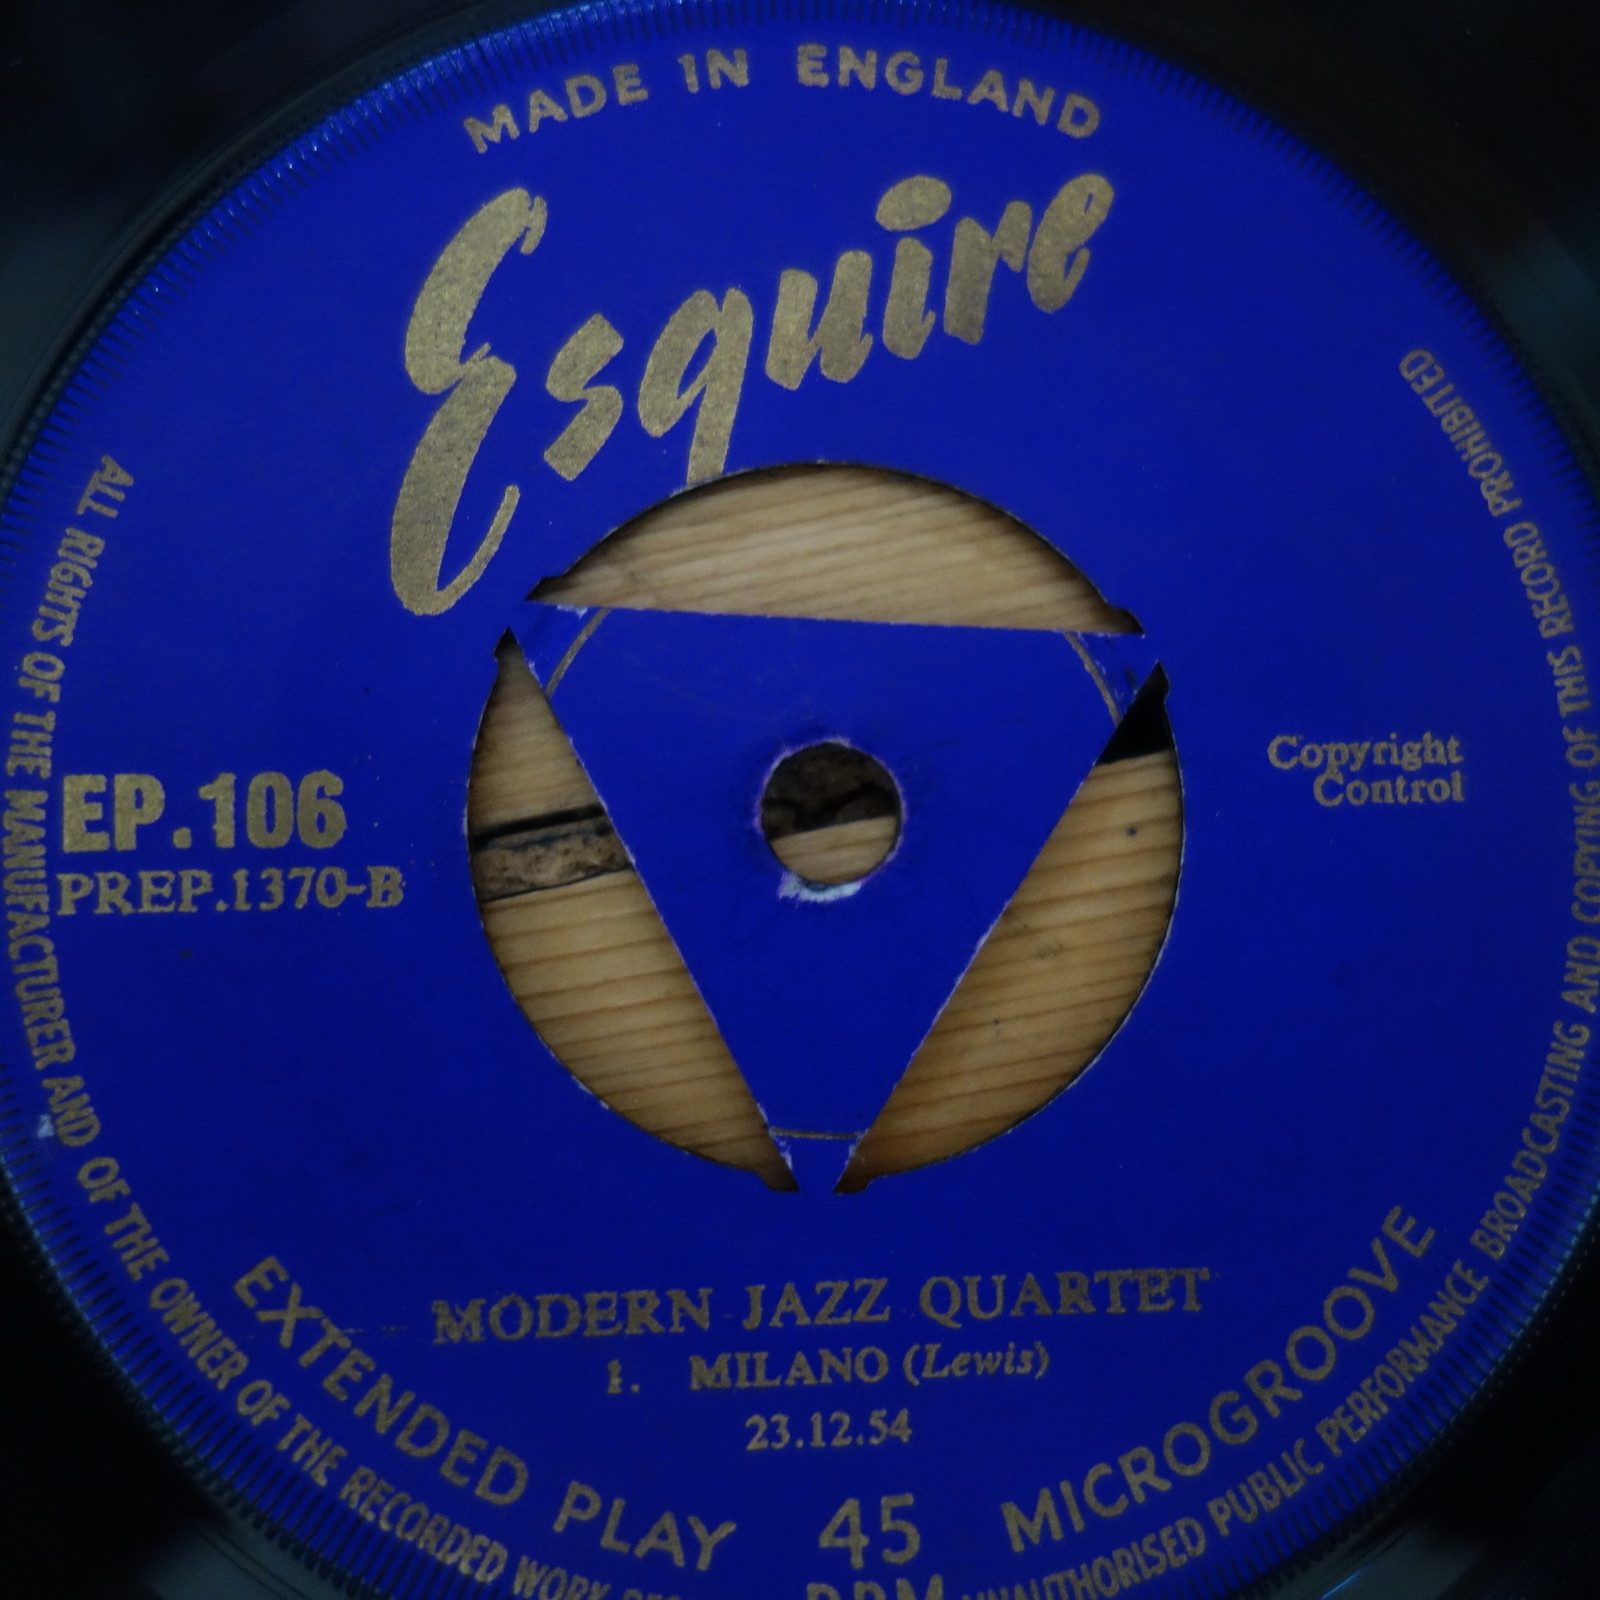 MADE IN ENGLAND
Esquire
EP.106
PREP.1370-B
Copyright
Control
MODERN JAZZ QUARTET
1. MILANO (Lewis)
23.12.54
EXTENDED PLAY 45 MICROGROOVE
RPM
ALL RIGHTS OF THE MANUFACTURER AND OF THE OWNER OF THE RECORDED WORK
UNAUTHORISED PUBLIC PERFORMANCE BROADCASTING AND COPYING OF THIS RECORD PROHIBITED